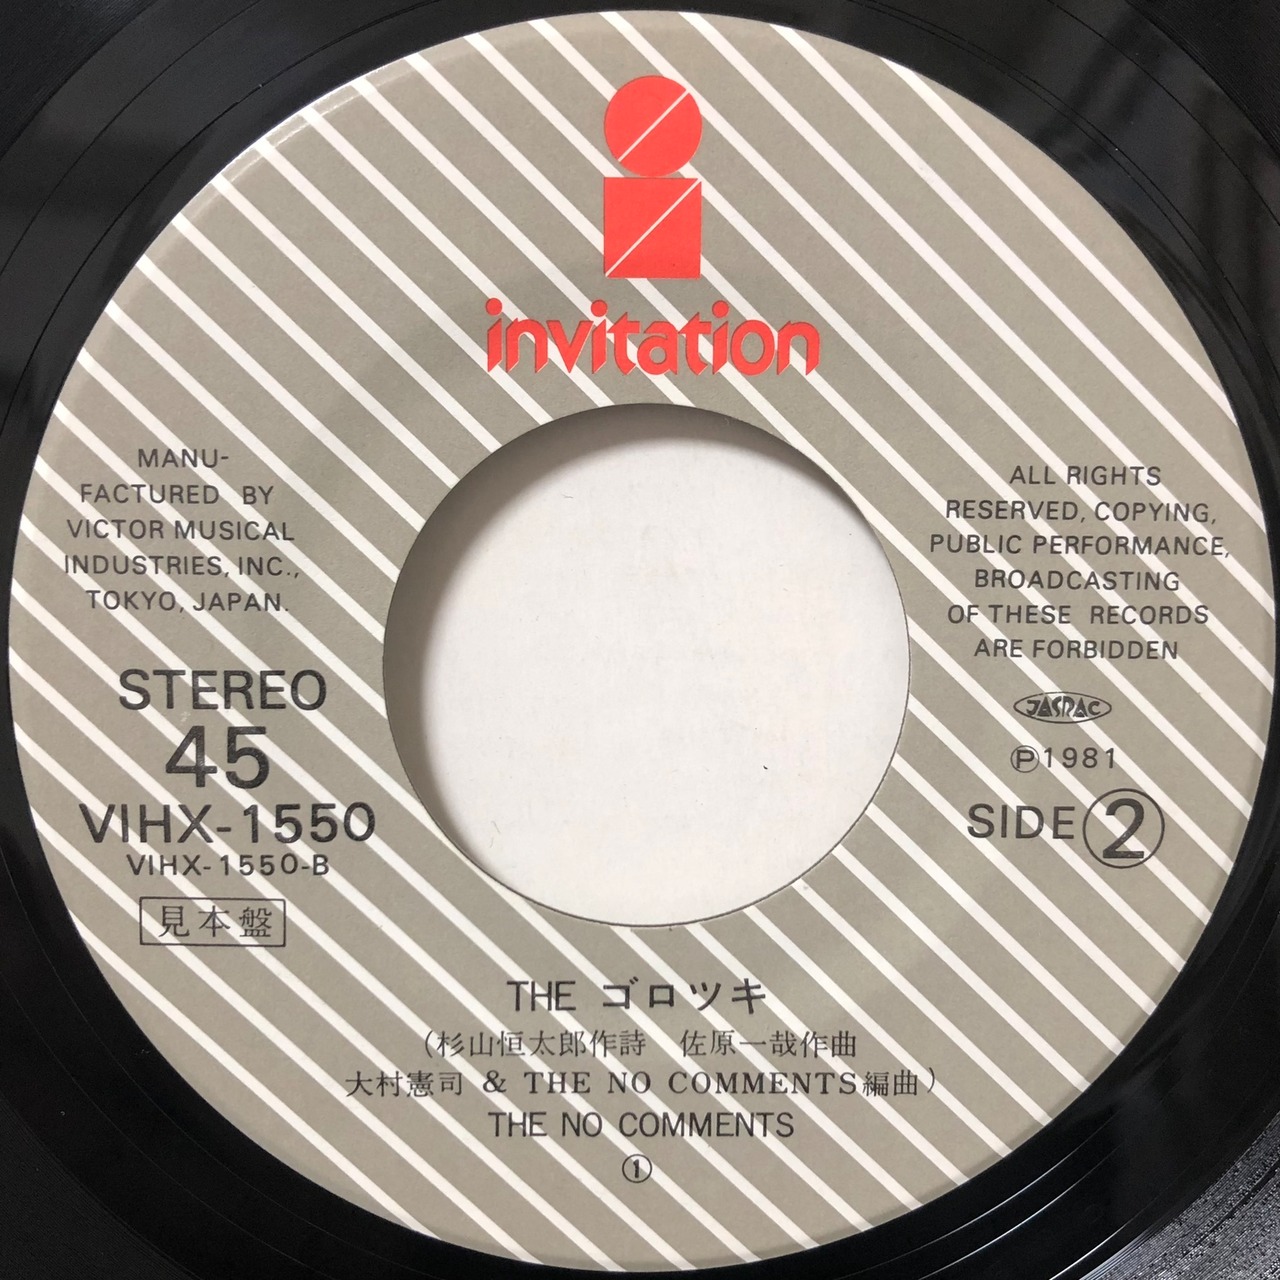 invitation
MANU-
FACTURED BY
VICTOR MUSICAL
INDUSTRIES, INC.,
TOKYO, JAPAN.
STEREO
45
VIHX-1550
VIHX-1550-B
見本盤
ALL RIGHTS
RESERVED, COPYING,
PUBLIC PERFORMANCE,
BROADCASTING
OF THESE RECORDS
ARE FORBIDDEN
JASRAC
Ⓟ1981
SIDE ②
THE ゴロツキ
(杉山恒太郎作詩 佐原一哉作曲
大村憲司 & THE NO COMMENTS編曲)
THE NO COMMENTS
①